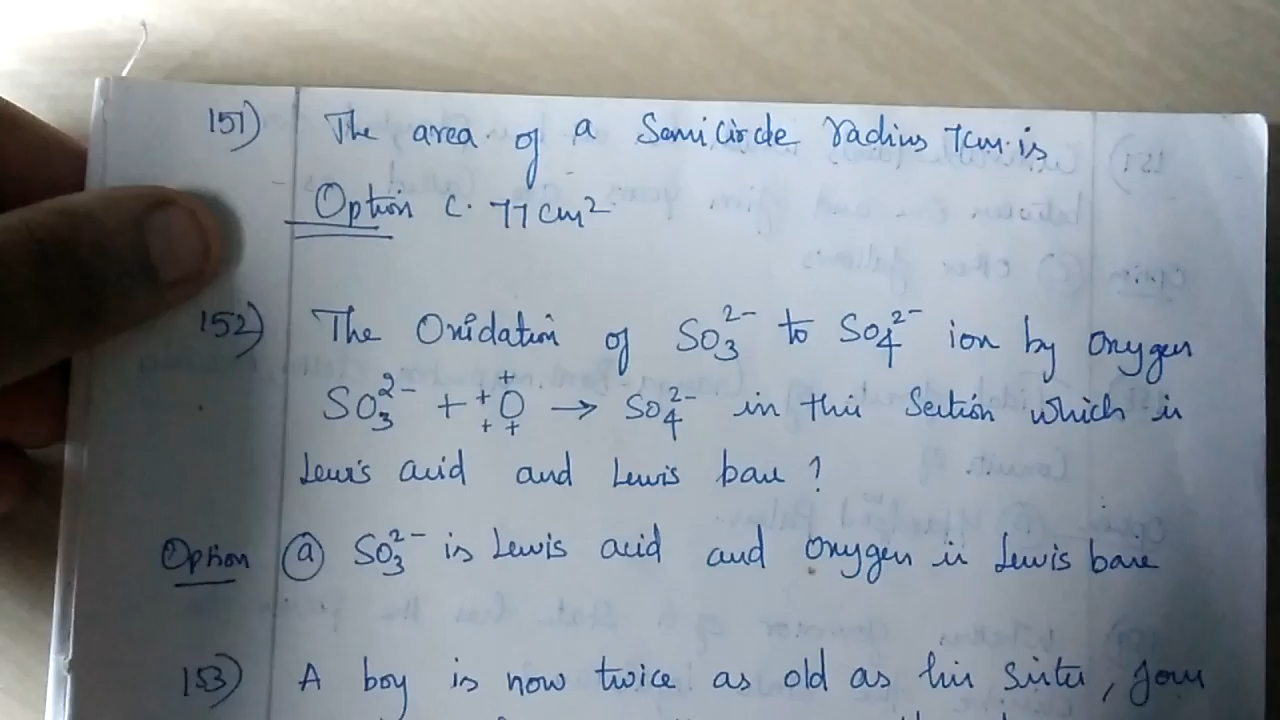 151) The area of a Semicircle radius 7cm. is
Option C. 77 cm²
152) The Oxidation of SO₃²⁻ to SO₄²⁻ ion by oxygen
SO₃²⁻ + O → SO₄²⁻ in this Section which is
Lewis acid and Lewis base ?
Option (a) SO₃²⁻ is Lewis acid and oxygen is Lewis base
153) A boy is now twice as old as his sister, four